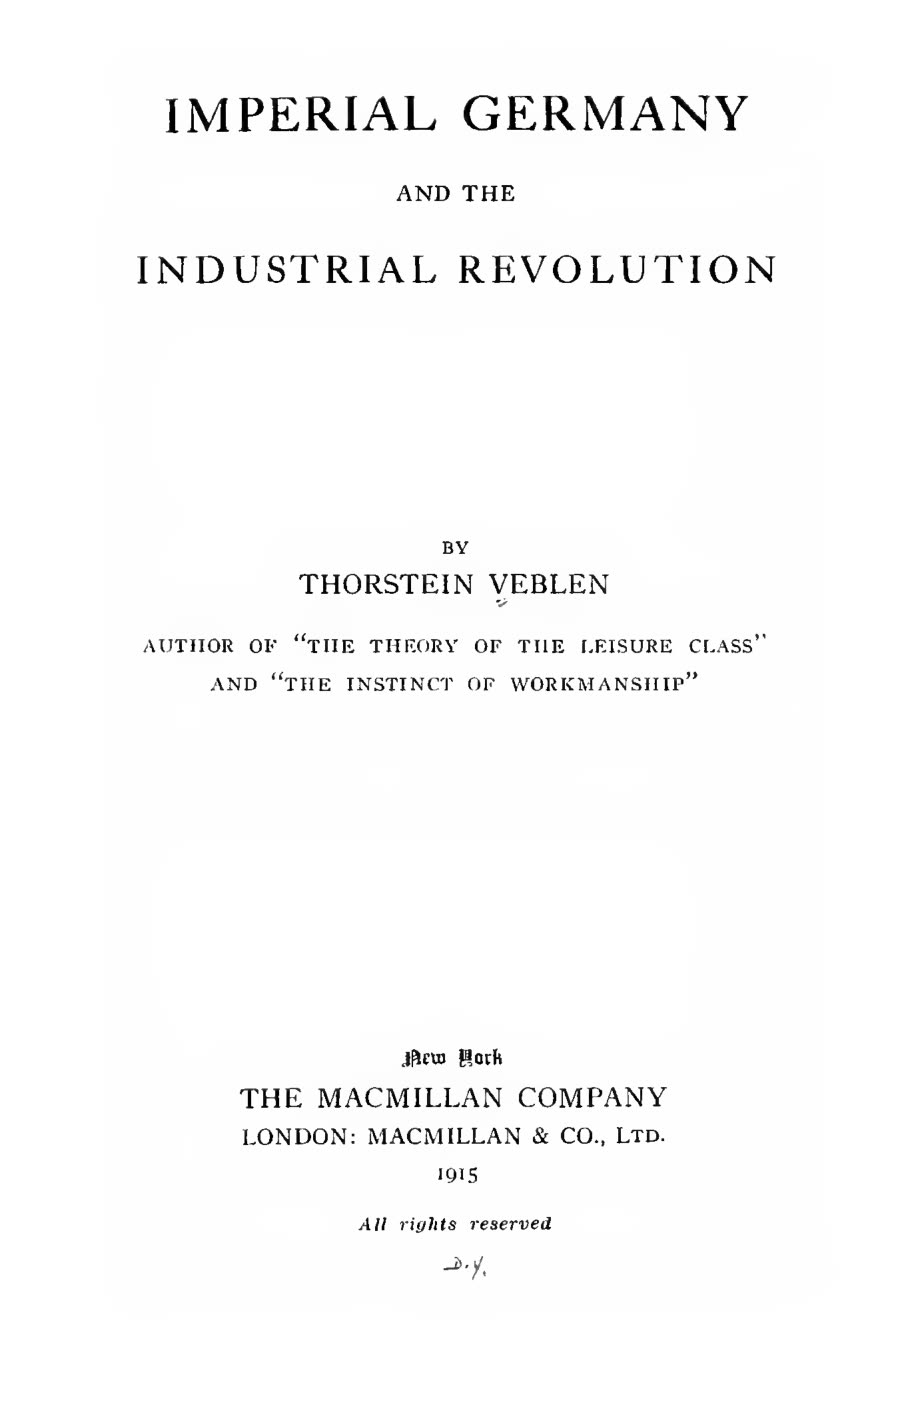 IMPERIAL GERMANY
AND THE
INDUSTRIAL REVOLUTION
BY
THORSTEIN VEBLEN
AUTHOR OF “THE THEORY OF THE LEISURE CLASS”
AND “THE INSTINCT OF WORKMANSHIP”
New York
THE MACMILLAN COMPANY
LONDON: MACMILLAN & CO., LTD.
1915
All rights reserved